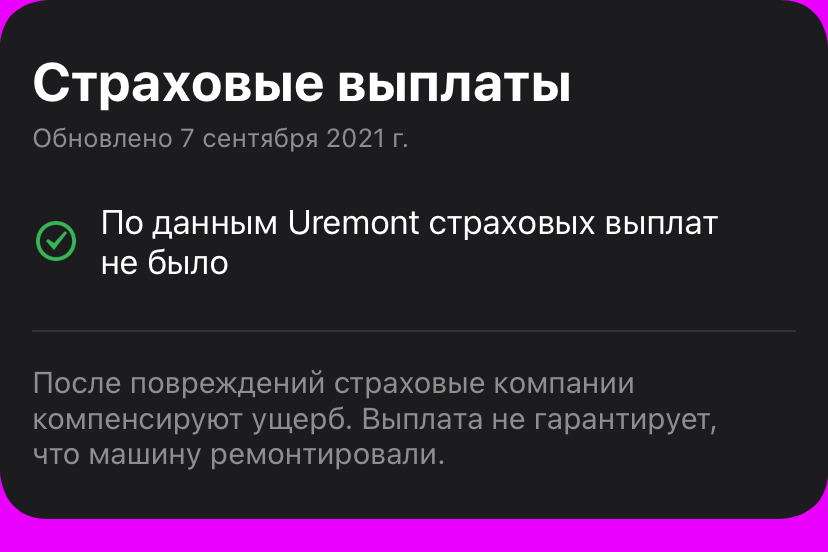 Страховые выплаты
Обновлено 7 сентября 2021 г.
По данным Uremont страховых выплат
не было
После повреждений страховые компании
компенсируют ущерб. Выплата не гарантирует,
что машину ремонтировали.